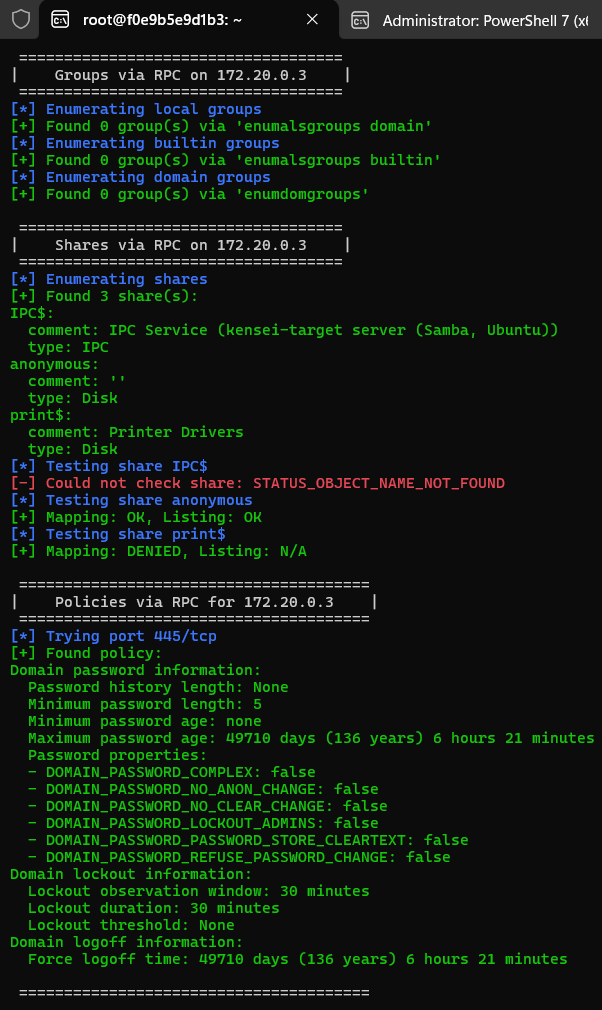 root@f0e9b5e9d1b3: ~
Administrator: PowerShell 7 (x6
====================================
|    Groups via RPC on 172.20.0.3    |
====================================
[*] Enumerating local groups
[+] Found 0 group(s) via 'enumalsgroups domain'
[*] Enumerating builtin groups
[+] Found 0 group(s) via 'enumalsgroups builtin'
[*] Enumerating domain groups
[+] Found 0 group(s) via 'enumdomgroups'
====================================
|    Shares via RPC on 172.20.0.3    |
====================================
[*] Enumerating shares
[+] Found 3 share(s):
IPC$:
  comment: IPC Service (kensei-target server (Samba, Ubuntu))
  type: IPC
anonymous:
  comment: ''
  type: Disk
print$:
  comment: Printer Drivers
  type: Disk
[*] Testing share IPC$
[-] Could not check share: STATUS_OBJECT_NAME_NOT_FOUND
[*] Testing share anonymous
[+] Mapping: OK, Listing: OK
[*] Testing share print$
[+] Mapping: DENIED, Listing: N/A
=======================================
|    Policies via RPC for 172.20.0.3    |
=======================================
[*] Trying port 445/tcp
[+] Found policy:
Domain password information:
  Password history length: None
  Minimum password length: 5
  Minimum password age: none
  Maximum password age: 49710 days (136 years) 6 hours 21 minutes
  Password properties:
  - DOMAIN_PASSWORD_COMPLEX: false
  - DOMAIN_PASSWORD_NO_ANON_CHANGE: false
  - DOMAIN_PASSWORD_NO_CLEAR_CHANGE: false
  - DOMAIN_PASSWORD_LOCKOUT_ADMINS: false
  - DOMAIN_PASSWORD_PASSWORD_STORE_CLEARTEXT: false
  - DOMAIN_PASSWORD_REFUSE_PASSWORD_CHANGE: false
Domain lockout information:
  Lockout observation window: 30 minutes
  Lockout duration: 30 minutes
  Lockout threshold: None
Domain logoff information:
  Force logoff time: 49710 days (136 years) 6 hours 21 minutes
=======================================